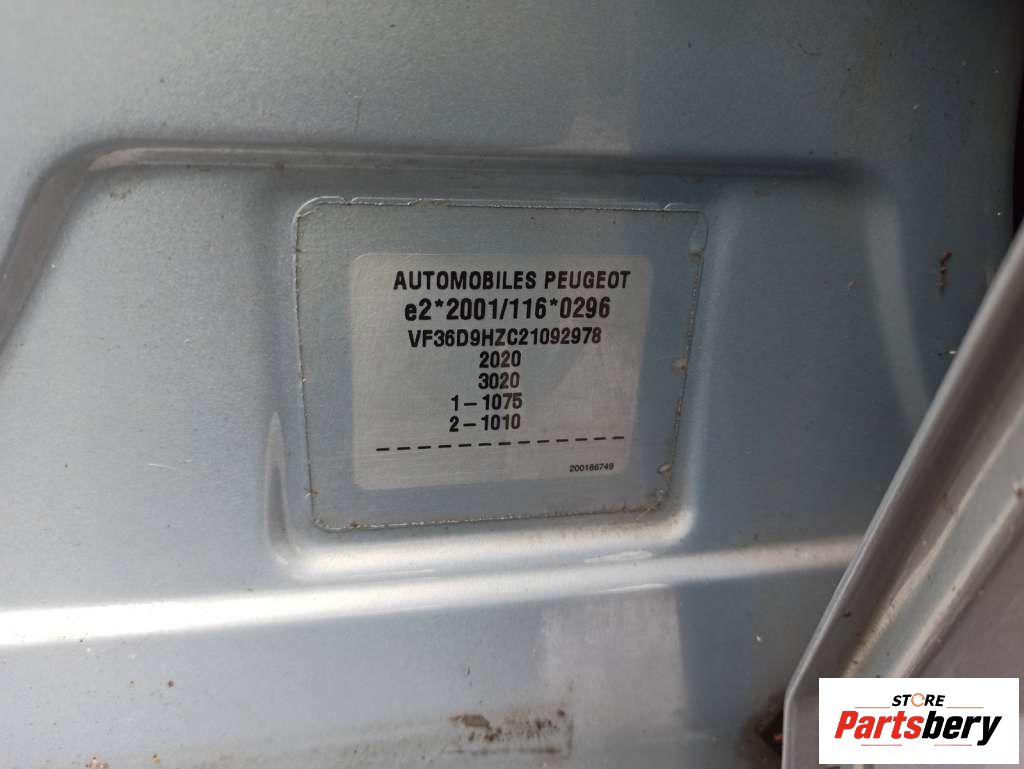 AUTOMOBILES PEUGEOT
e2*2001/116*0296
VF36D9HZC21092978
2020
3020
1-1075
2-1010
200186749
STORE
Partsbery